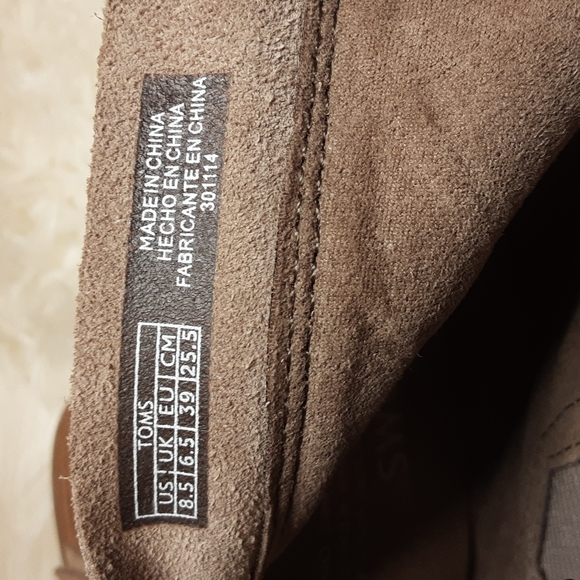 MADE IN CHINA
HECHO EN CHINA
FABRICANTE EN CHINA
301114
TOMS
US UK EU CM
8.5 6.5 39 25.5